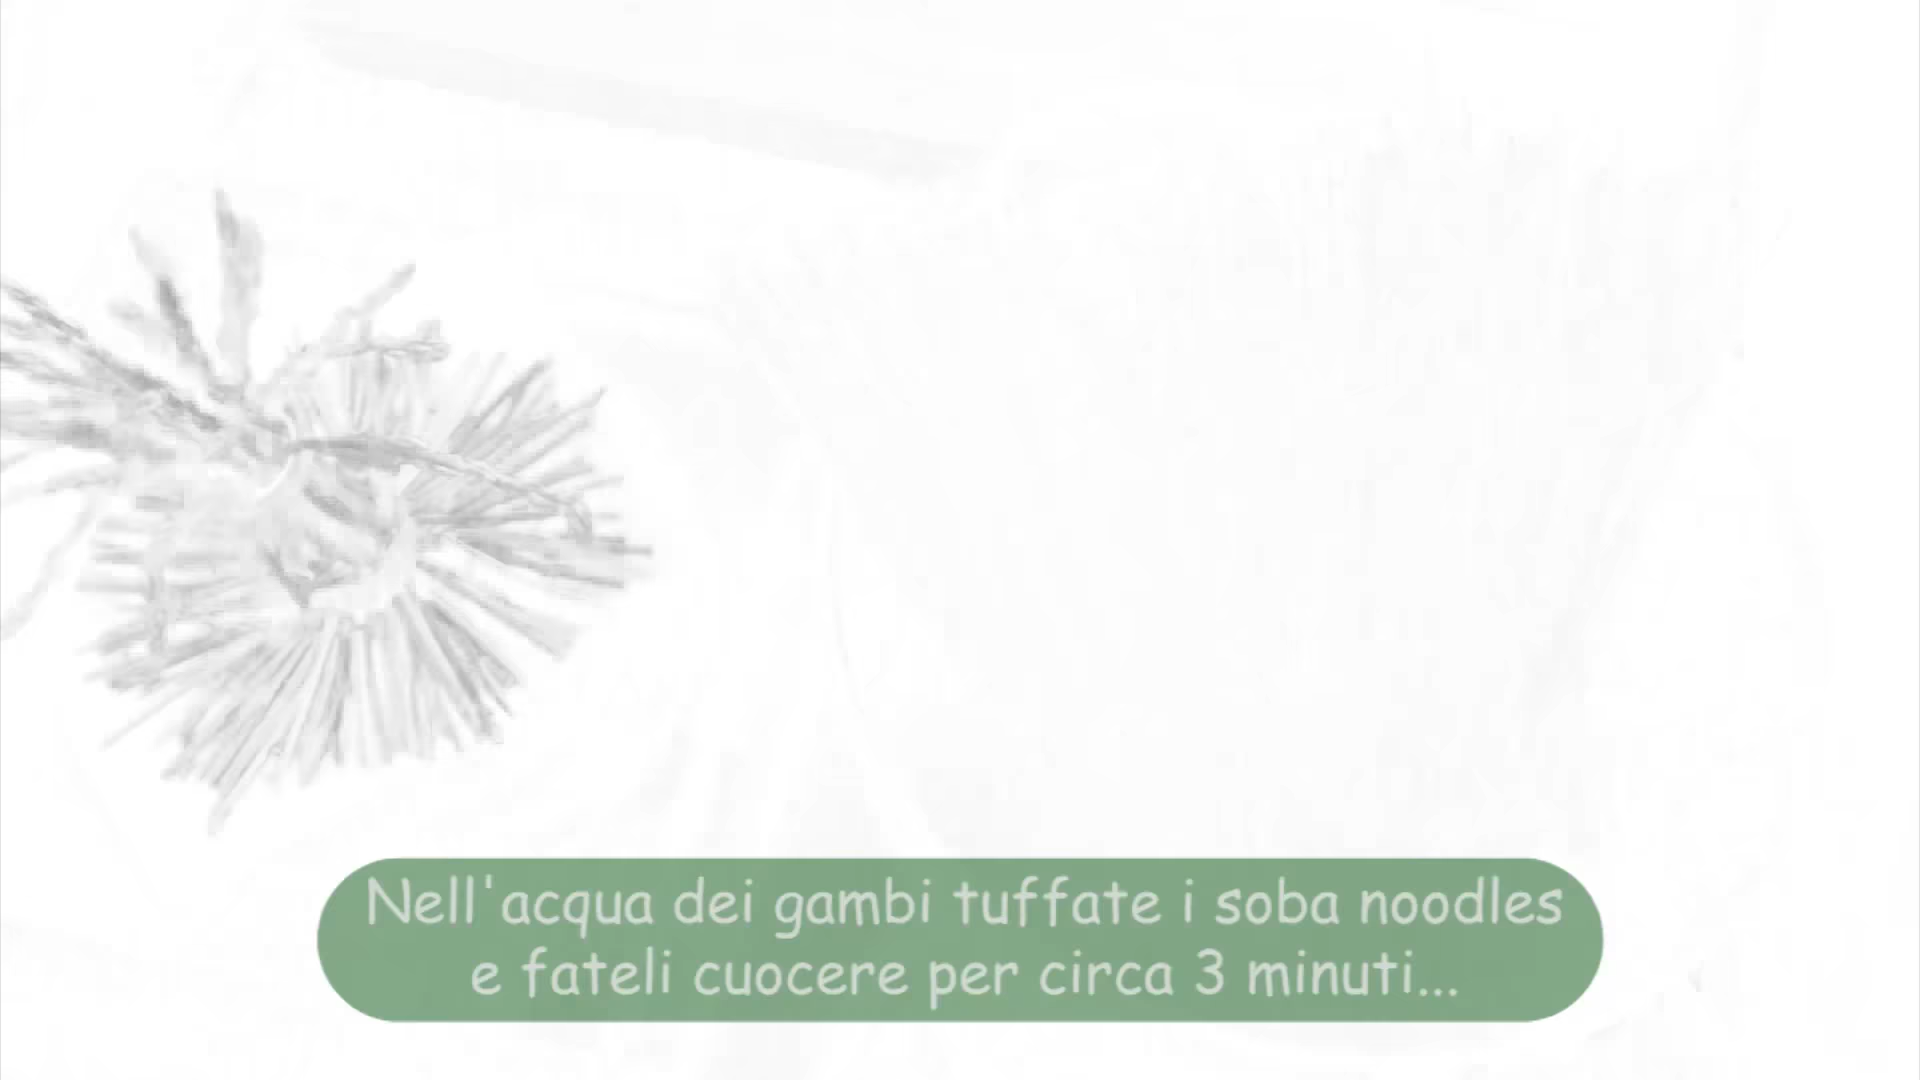 Nell'acqua dei gambi tuffate i soba noodles
e fateli cuocere per circa 3 minuti...